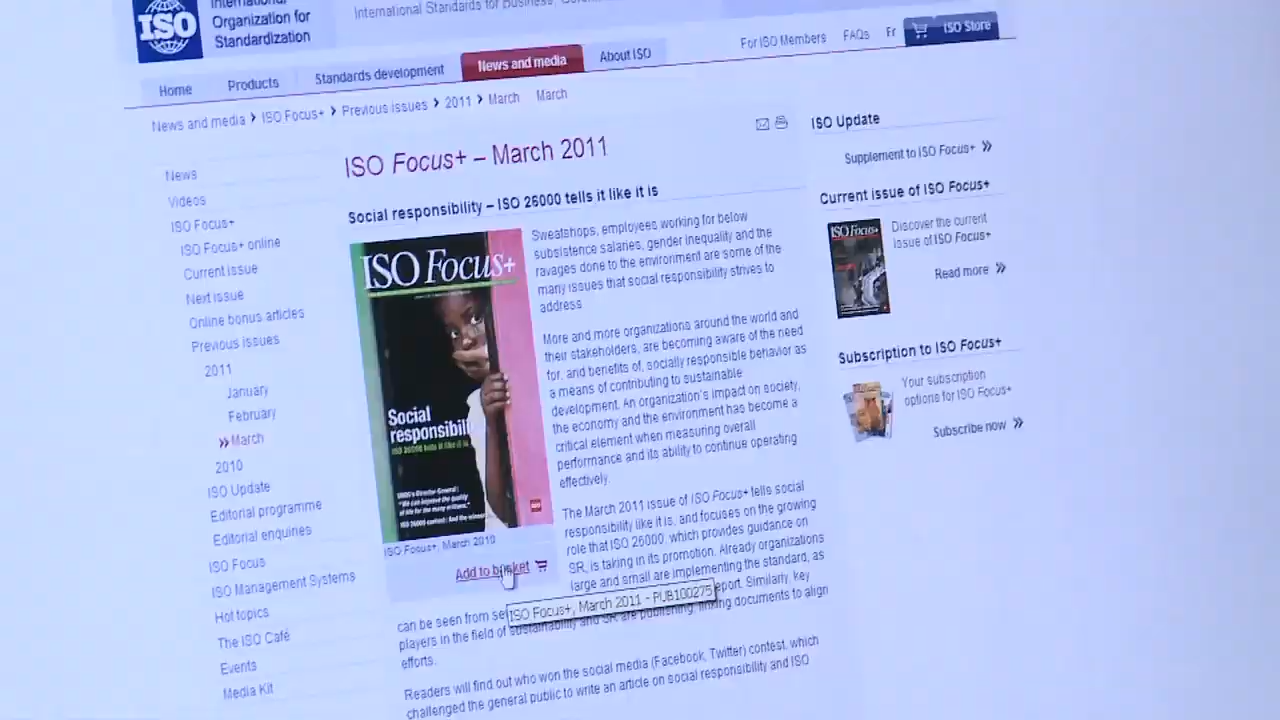 ISO
International
Organization for
Standardization
International Standards for Business,
For ISO Members
FAQs
Fr
ISO Store
Home
Products
Standards development
News and media
About ISO
News and media > ISO Focus+ > Previous issues > 2011 > March March
News
Videos
ISO Focus+
ISO Focus+ online
Current issue
Next issue
Online bonus articles
Previous issues
2011
January
February
» March
2010
ISO Update
Editorial programme
Editorial enquiries
ISO Focus
ISO Management Systems
Hot topics
The ISO Café
Events
Media Kit
ISO Focus+ – March 2011
Social responsibility – ISO 26000 tells it like it is
ISO Focus+
Social
responsibili
ISO 26000 tells it like it is
ISO Focus+, March 2010
Add to basket
ISO Focus+, March 2011 - PUB100275
Sweatshops, employees working for below
subsistence salaries, gender inequality and the
ravages done to the environment are some of the
many issues that social responsibility strives to
address.
More and more organizations around the world and
their stakeholders, are becoming aware of the need
for, and benefits of, socially responsible behavior as
a means of contributing to sustainable
development. An organization's impact on society,
the economy and the environment has become a
critical element when measuring overall
performance and its ability to continue operating
effectively.
The March 2011 issue of ISO Focus+ tells social
responsibility like it is, and focuses on the growing
role that ISO 26000, which provides guidance on
SR, is taking in its promotion. Already organizations
large and small are implementing the standard, as
can be seen from se eport. Similarly, key
players in the field of sustainability and SR are publishing, linking documents to align
efforts.
Readers will find out who won the social media (Facebook, Twitter) contest, which
challenged the general public to write an article on social responsibility and ISO
ISO Update
Supplement to ISO Focus+ »
Current issue of ISO Focus+
ISO Focus+
Discover the current
issue of ISO Focus+
Read more »
Subscription to ISO Focus+
Your subscription
options for ISO Focus+
Subscribe now »